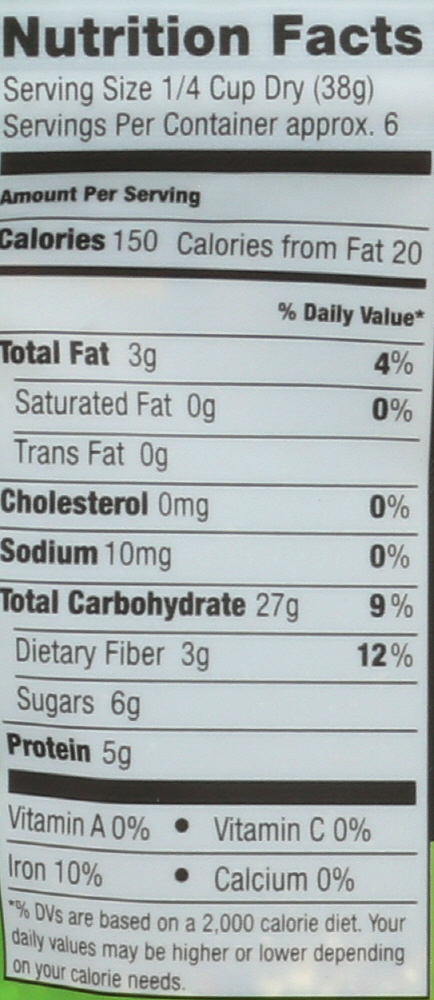 Nutrition Facts
Serving Size 1/4 Cup Dry (38g)
Servings Per Container approx. 6
Amount Per Serving
Calories 150 Calories from Fat 20
% Daily Value*
Total Fat 3g 4%
Saturated Fat 0g 0%
Trans Fat 0g
Cholesterol 0mg 0%
Sodium 10mg 0%
Total Carbohydrate 27g 9%
Dietary Fiber 3g 12%
Sugars 6g
Protein 5g
Vitamin A 0% • Vitamin C 0%
Iron 10% • Calcium 0%
*% DVs are based on a 2,000 calorie diet. Your
daily values may be higher or lower depending
on your calorie needs.